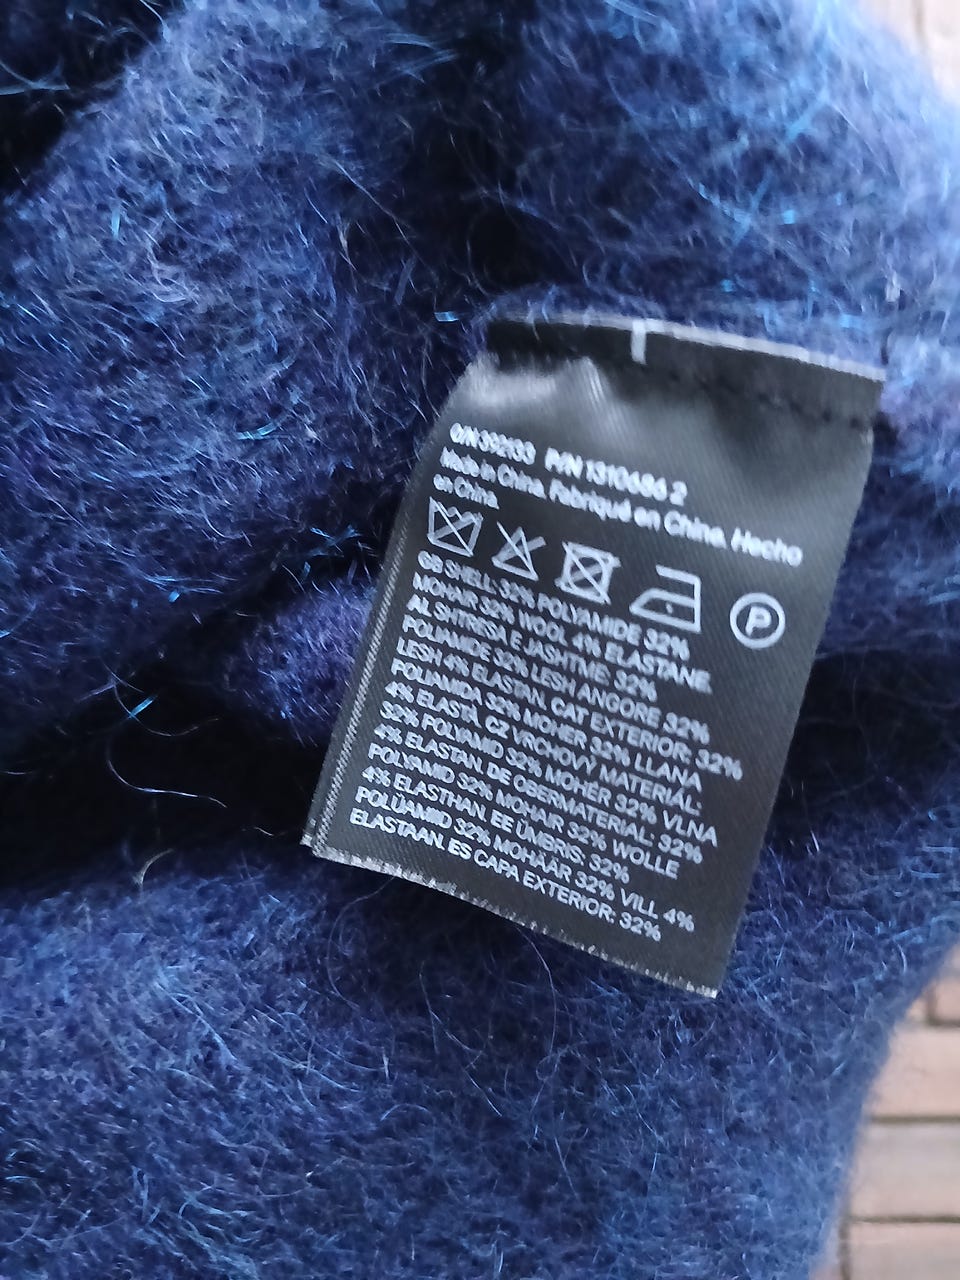 O/N 392133 P/N 1310686 2
Made in China, Fabriqué en China, Hecho
en China.
P
GB SHELL: 32% POLYAMIDE 32%
MOHAIR 32% WOOL 4% ELASTANE.
AL SHTRESA E JASHTME 32%
POLIAMIDE 32% LESH ANGORE 32%
LESH 4% ELASTAN. CAT EXTERIOR: 32%
POLIAMIDA 32% MOHER 32% LLANA
4% ELASTÀ. CZ VRCHOVÝ MATERIÁL:
32% POLYAMID 32% MOHER 32% VLNA
4% ELASTAN. DE OBERMATERIAL: 32%
POLYAMID 32% MOHAIR 32% WOLLE
4% ELASTHAN. EE ÜMBRIS: 32%
POLÜAMIID 32% MOHÄÄR 32% VILL 4%
ELASTAAN. ES CAPA EXTERIOR: 32%